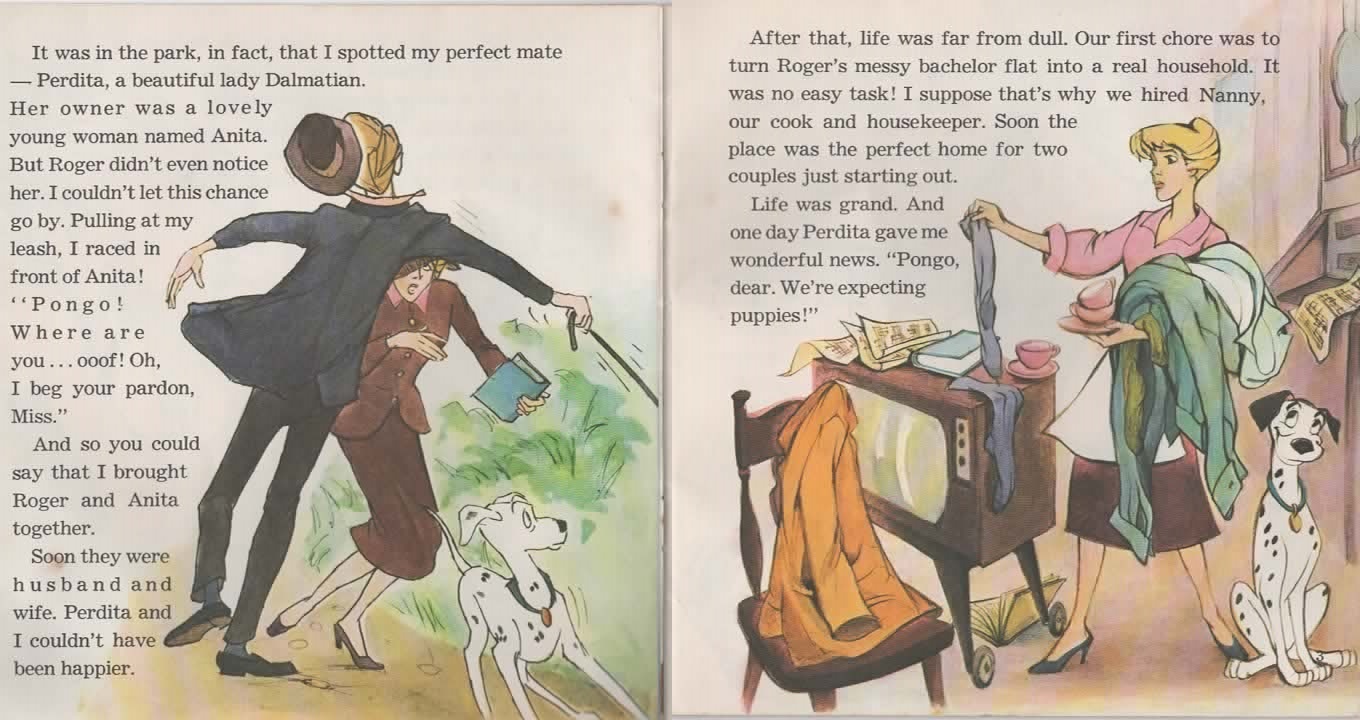 It was in the park, in fact, that I spotted my perfect mate
— Perdita, a beautiful lady Dalmatian.
Her owner was a lovely
young woman named Anita.
But Roger didn't even notice
her. I couldn't let this chance
go by. Pulling at my
leash, I raced in
front of Anita!
“Pongo!
Where are
you . . . ooof! Oh,
I beg your pardon,
Miss.”
And so you could
say that I brought
Roger and Anita
together.
Soon they were
husband and
wife. Perdita and
I couldn't have
been happier.
After that, life was far from dull. Our first chore was to
turn Roger's messy bachelor flat into a real household. It
was no easy task! I suppose that's why we hired Nanny,
our cook and housekeeper. Soon the
place was the perfect home for two
couples just starting out.
Life was grand. And
one day Perdita gave me
wonderful news. “Pongo,
dear. We're expecting
puppies!”